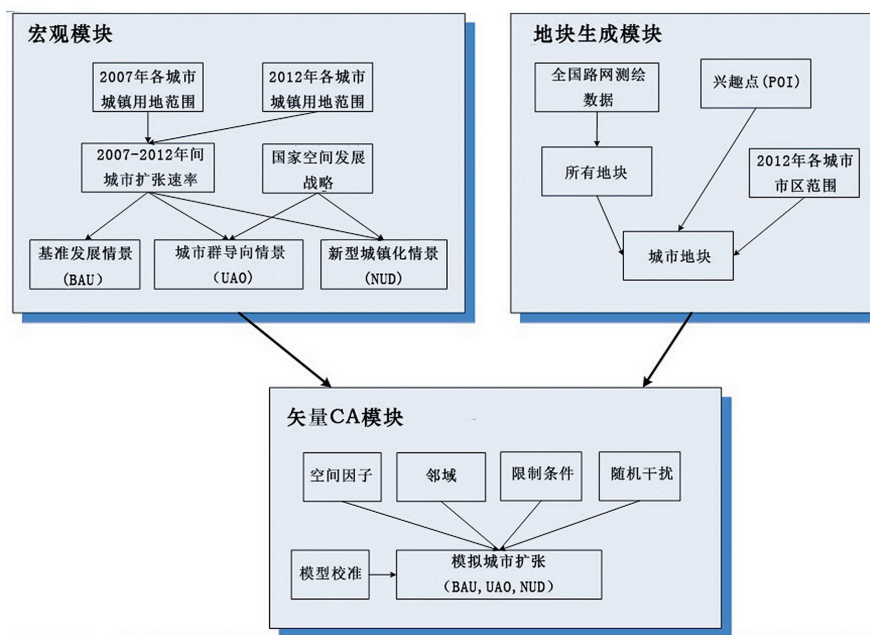 宏观模块
2007年各城市
城镇用地范围
2012年各城市
城镇用地范围
2007-2012年间
城市扩张速率
国家空间发展
战略
基准发展情景
(BAU)
城市群导向情景
(UAO)
新型城镇化情景
(NUD)
地块生成模块
全国路网测绘
数据
兴趣点(POI)
所有地块
2012年各城市
市区范围
城市地块
矢量CA模块
空间因子
邻域
限制条件
随机干扰
模型校准
模拟城市扩张
(BAU,UAO,NUD)